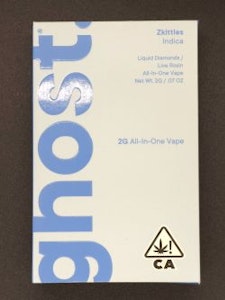 ghost.
Zkittles
Indica
Liquid Diamonds /
Live Rosin
All-In-One Vape
Net Wt. 2G / .07 OZ
2G All-In-One Vape
!
CA